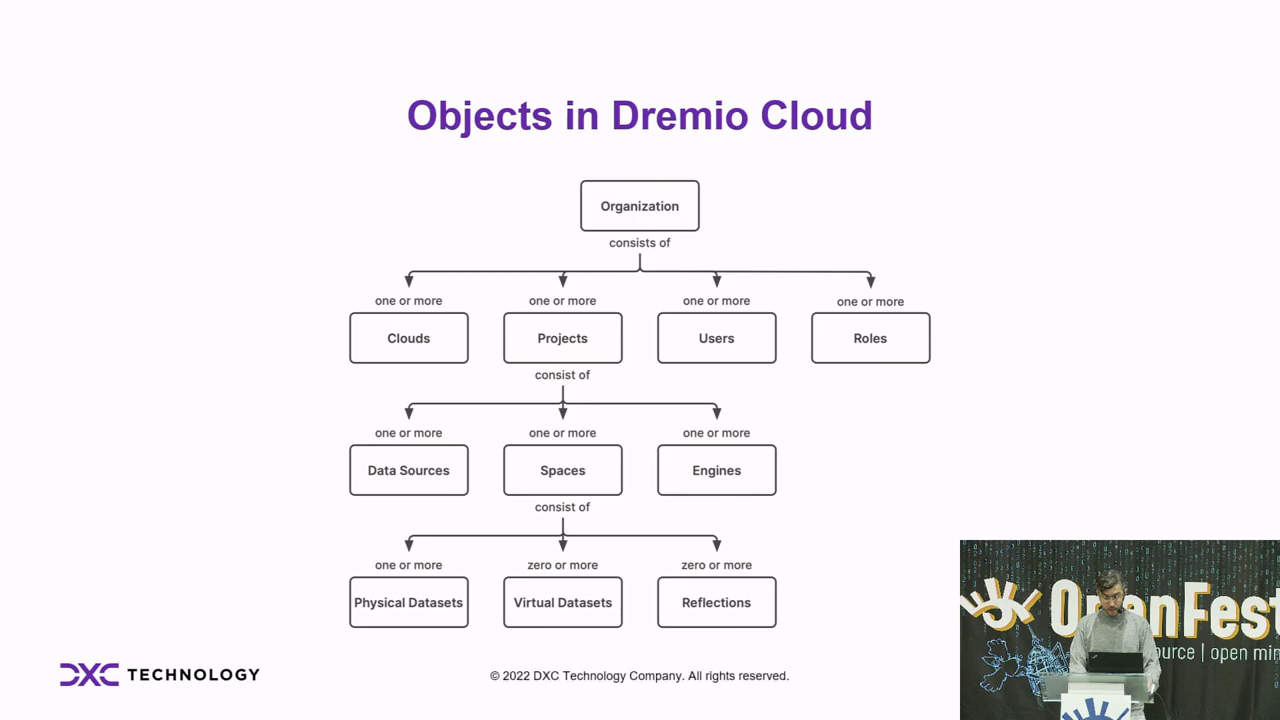 Objects in Dremio Cloud
Organization
consists of
one or more one or more one or more one or more
Clouds Projects Users Roles
consist of
one or more one or more one or more
Data Sources Spaces Engines
consist of
one or more zero or more zero or more
Physical Datasets Virtual Datasets Reflections
DXC TECHNOLOGY
© 2022 DXC Technology Company. All rights reserved.
OpenFest
open